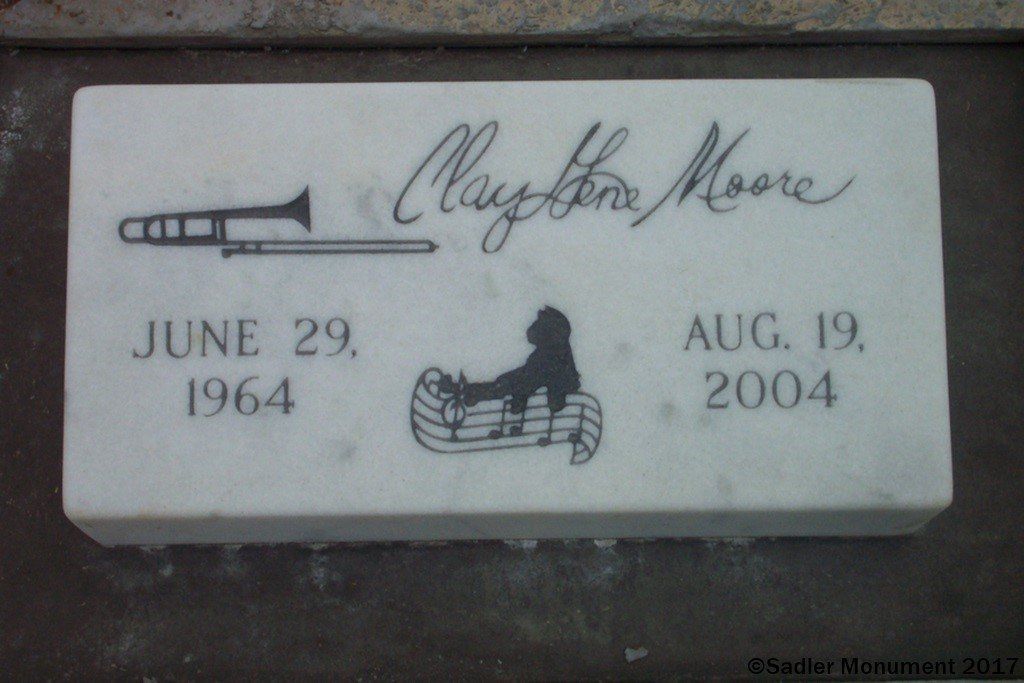 Clay Gene Moore
JUNE 29,
1964
AUG. 19,
2004
©Sadler Monument 2017